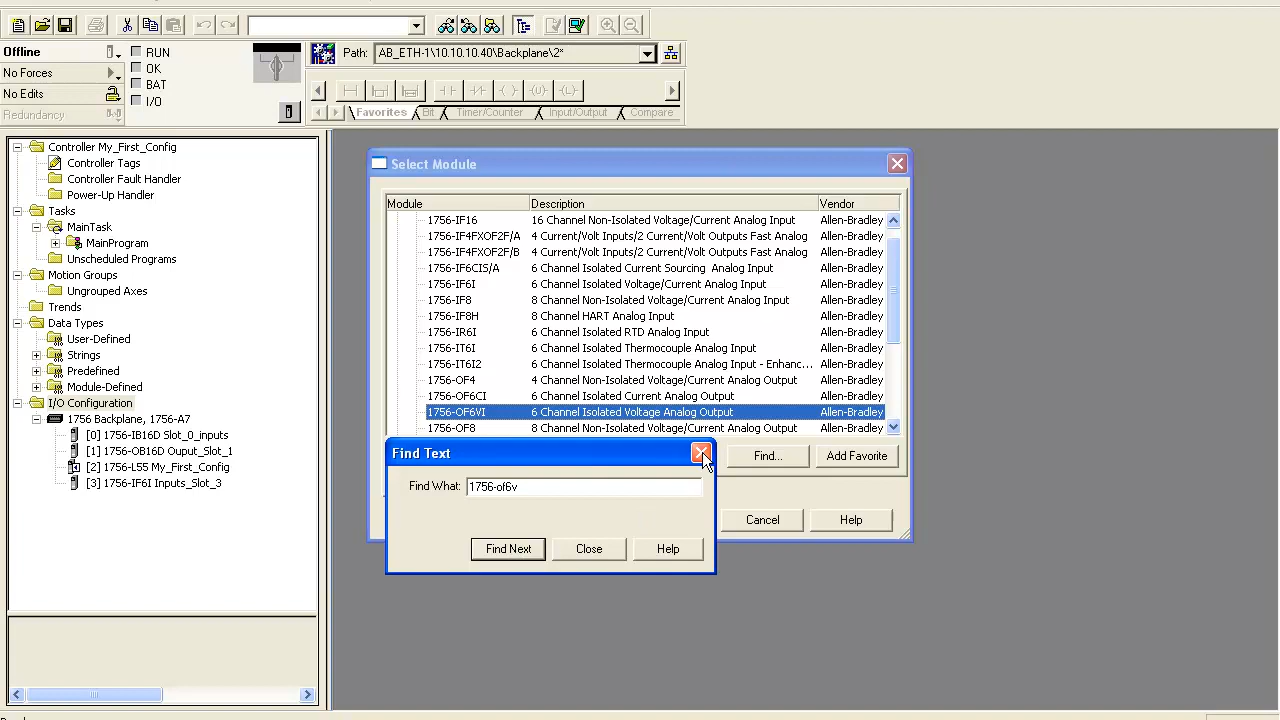 Offline
RUN
No Forces
OK
No Edits
BAT
Redundancy
I/O
Path: AB_ETH-1\10.10.10.40\Backplane\2*
Favorites Bit Timer/Counter Input/Output Compare
Controller My_First_Config
Controller Tags
Controller Fault Handler
Power-Up Handler
Tasks
MainTask
MainProgram
Unscheduled Programs
Motion Groups
Ungrouped Axes
Trends
Data Types
User-Defined
Strings
Predefined
Module-Defined
I/O Configuration
1756 Backplane, 1756-A7
[0] 1756-IB16D Slot_0_inputs
[1] 1756-OB16D Ouput_Slot_1
[2] 1756-L55 My_First_Config
[3] 1756-IF6I Inputs_Slot_3
Select Module
Module Description Vendor
1756-IF16 16 Channel Non-Isolated Voltage/Current Analog Input Allen-Bradley
1756-IF4FXOF2F/A 4 Current/Volt Inputs/2 Current/Volt Outputs Fast Analog Allen-Bradley
1756-IF4FXOF2F/B 4 Current/Volt Inputs/2 Current/Volt Outputs Fast Analog Allen-Bradley
1756-IF6CIS/A 6 Channel Isolated Current Sourcing Analog Input Allen-Bradley
1756-IF6I 6 Channel Isolated Voltage/Current Analog Input Allen-Bradley
1756-IF8 8 Channel Non-Isolated Voltage/Current Analog Input Allen-Bradley
1756-IF8H 8 Channel HART Analog Input Allen-Bradley
1756-IR6I 6 Channel Isolated RTD Analog Input Allen-Bradley
1756-IT6I 6 Channel Isolated Thermocouple Analog Input Allen-Bradley
1756-IT6I2 6 Channel Isolated Thermocouple Analog Input - Enhanc... Allen-Bradley
1756-OF4 4 Channel Non-Isolated Voltage/Current Analog Output Allen-Bradley
1756-OF6CI 6 Channel Isolated Current Analog Output Allen-Bradley
1756-OF6VI 6 Channel Isolated Voltage Analog Output Allen-Bradley
1756-OF8 8 Channel Non-Isolated Voltage/Current Analog Output Allen-Bradley
Find... Add Favorite
Cancel Help
Find Text
Find What: 1756-of6v
Find Next Close Help